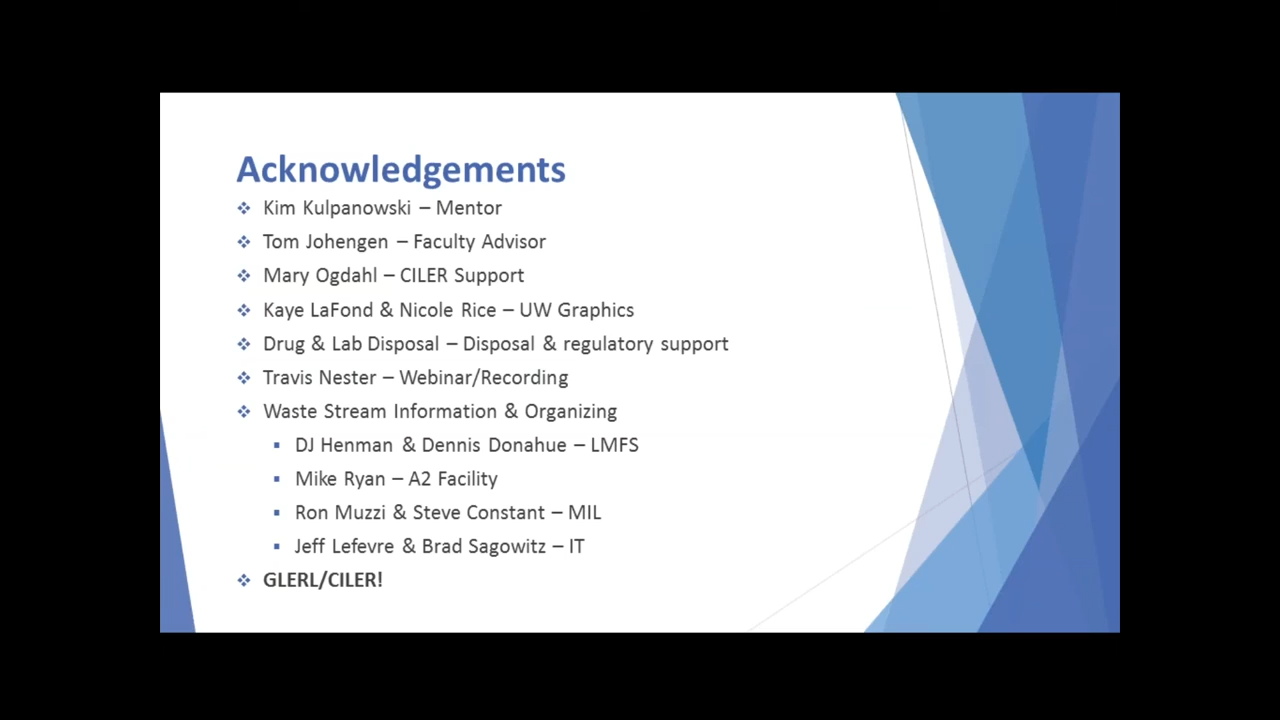 Acknowledgements
Kim Kulpanowski – Mentor
Tom Johengen – Faculty Advisor
Mary Ogdahl – CILER Support
Kaye LaFond & Nicole Rice – UW Graphics
Drug & Lab Disposal – Disposal & regulatory support
Travis Nester – Webinar/Recording
Waste Stream Information & Organizing
DJ Henman & Dennis Donahue – LMFS
Mike Ryan – A2 Facility
Ron Muzzi & Steve Constant – MIL
Jeff Lefevre & Brad Sagowitz – IT
GLERL/CILER!